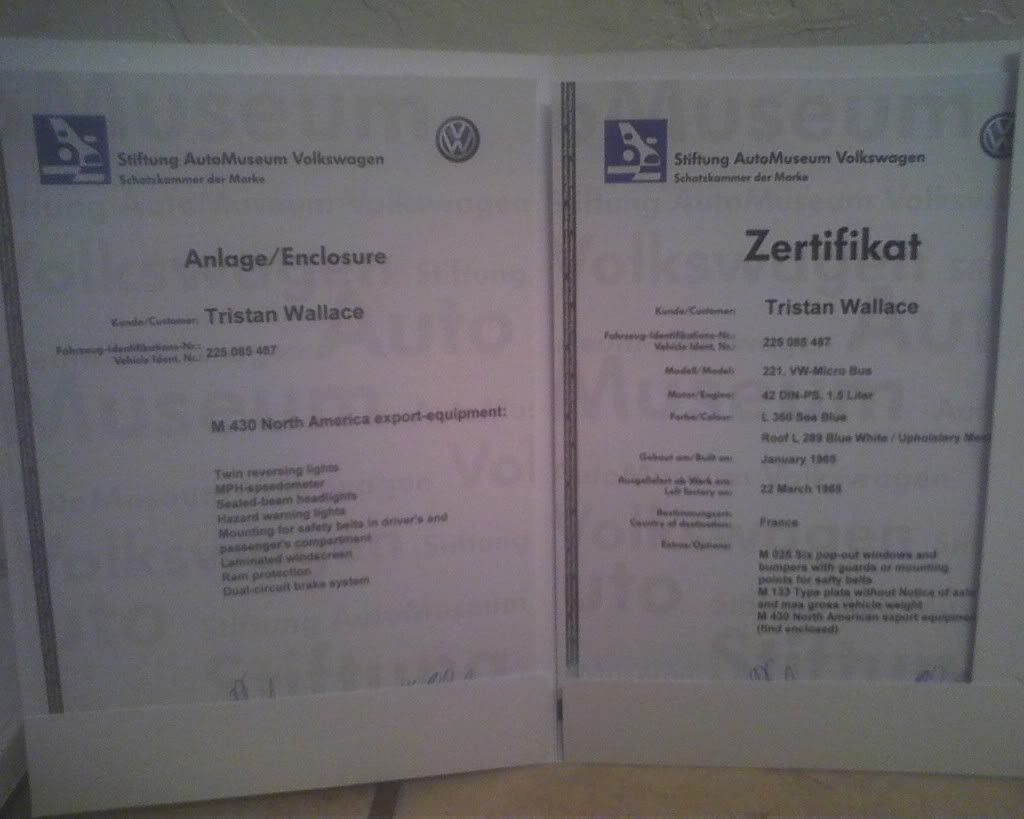 Stiftung AutoMuseum Volkswagen
Schatzkammer der Marke
Anlage/Enclosure
Kunde/Customer: Tristan Wallace
Fahrzeug-Identifikations-Nr.:
Vehicle Ident. Nr.: 225 085 487
M 430 North America export-equipment:
Twin reversing lights
MPH-speedometer
Sealed-beam headlights
Hazard warning lights
Mounting for safety belts in driver's and
passenger's compartment
Laminated windscreen
Ram protection
Dual-circuit brake system
Stiftung AutoMuseum Volkswagen
Schatzkammer der Marke
Zertifikat
Kunde/Customer: Tristan Wallace
Fahrzeug-Identifikations-Nr.:
Vehicle Ident. Nr.: 225 085 487
Modell/Model: 221, VW-Micro Bus
Motor/Engine: 42 DIN-PS, 1.5 Liter
Farbe/Colour: L 360 Sea Blue
Roof L 289 Blue White / Upholstery
Gebaut am/Built on: January 1965
Ausgeliefert ab Werk am:
Left factory on: 22 March 1965
Bestimmungsort:
Country of destination: France
Extras/Options:
M 025 Six pop-out windows and
bumpers with guards or mounting
points for safty belts
M 133 Type plate without Notice of
and max gross vehicle weight
M 430 North American export
(find enclosed)